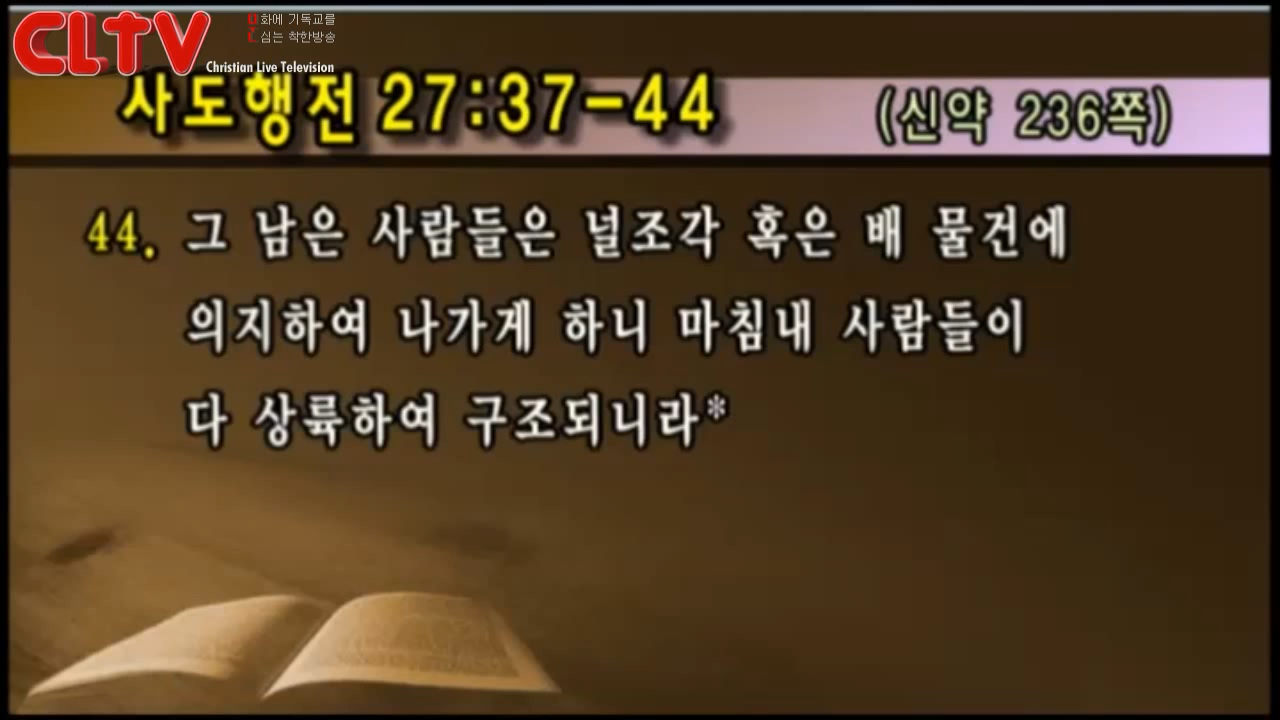 CLTV
미화에 기독교를
심는 착한방송
Christian Live Television
사도행전 27:37-44 (신약 236쪽)
44. 그 남은 사람들은 널조각 혹은 배 물건에
의지하여 나가게 하니 마침내 사람들이
다 상륙하여 구조되니라*